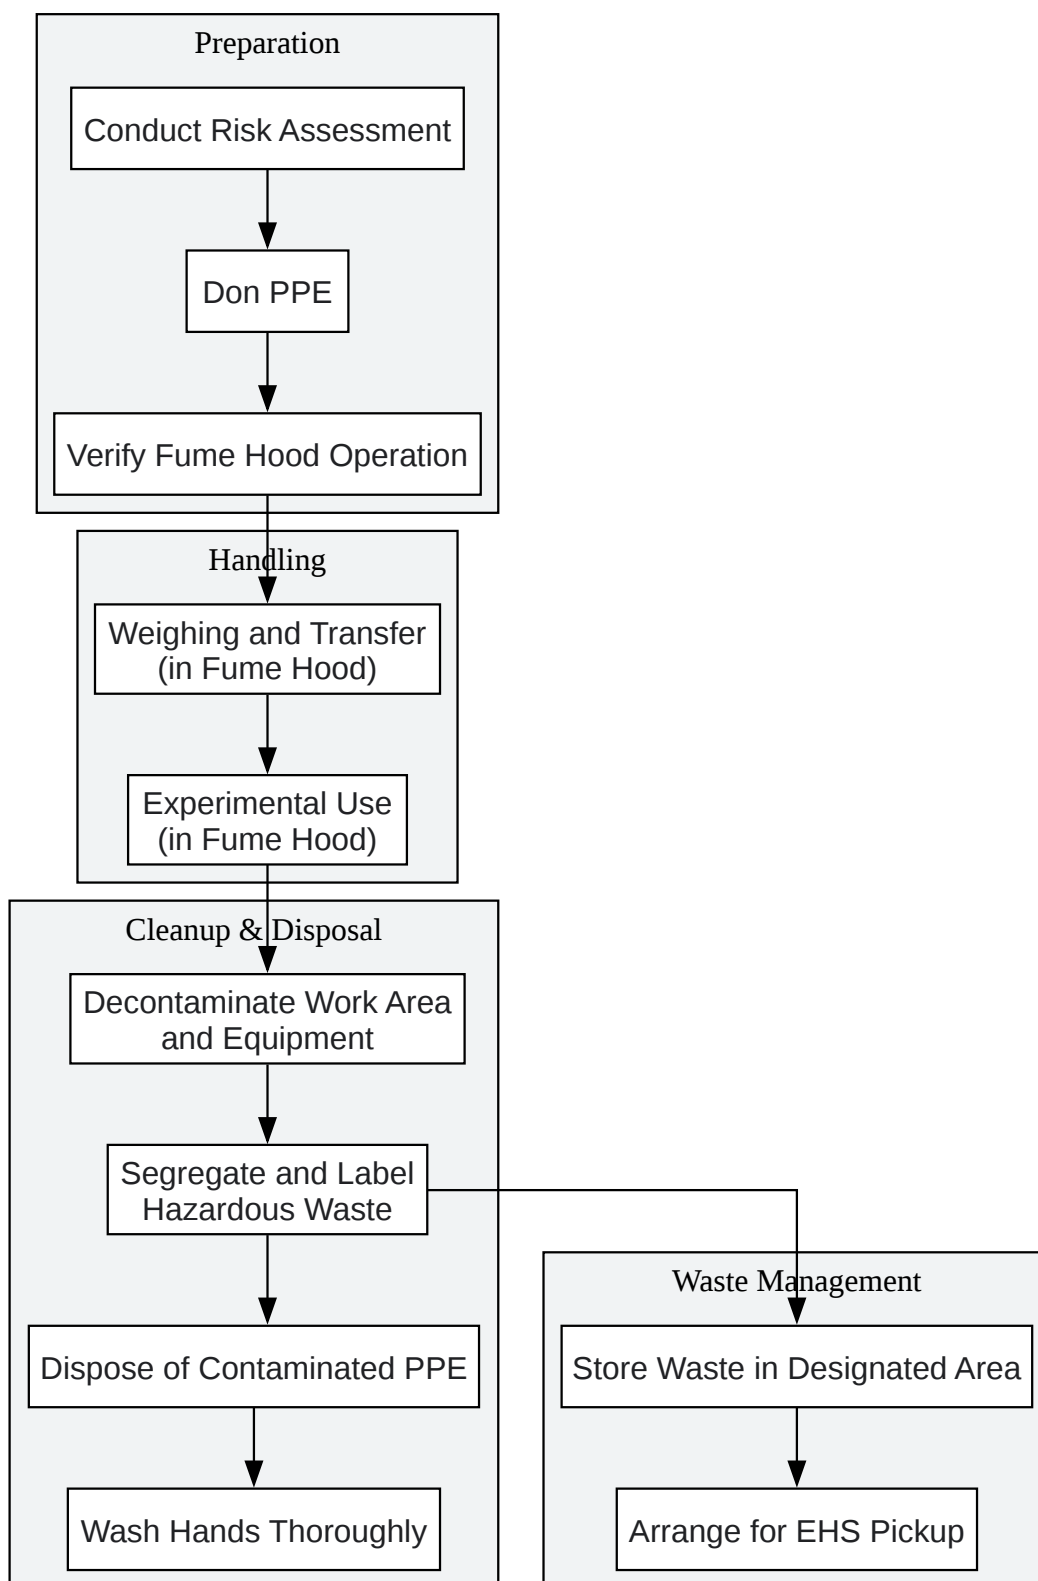 Preparation
Conduct Risk Assessment
Don PPE
Verify Fume Hood Operation
Handling
Weighing and Transfer
(in Fume Hood)
Experimental Use
(in Fume Hood)
Cleanup & Disposal
Decontaminate Work Area
and Equipment
Segregate and Label
Hazardous Waste
Dispose of Contaminated PPE
Wash Hands Thoroughly
Waste Management
Store Waste in Designated Area
Arrange for EHS Pickup